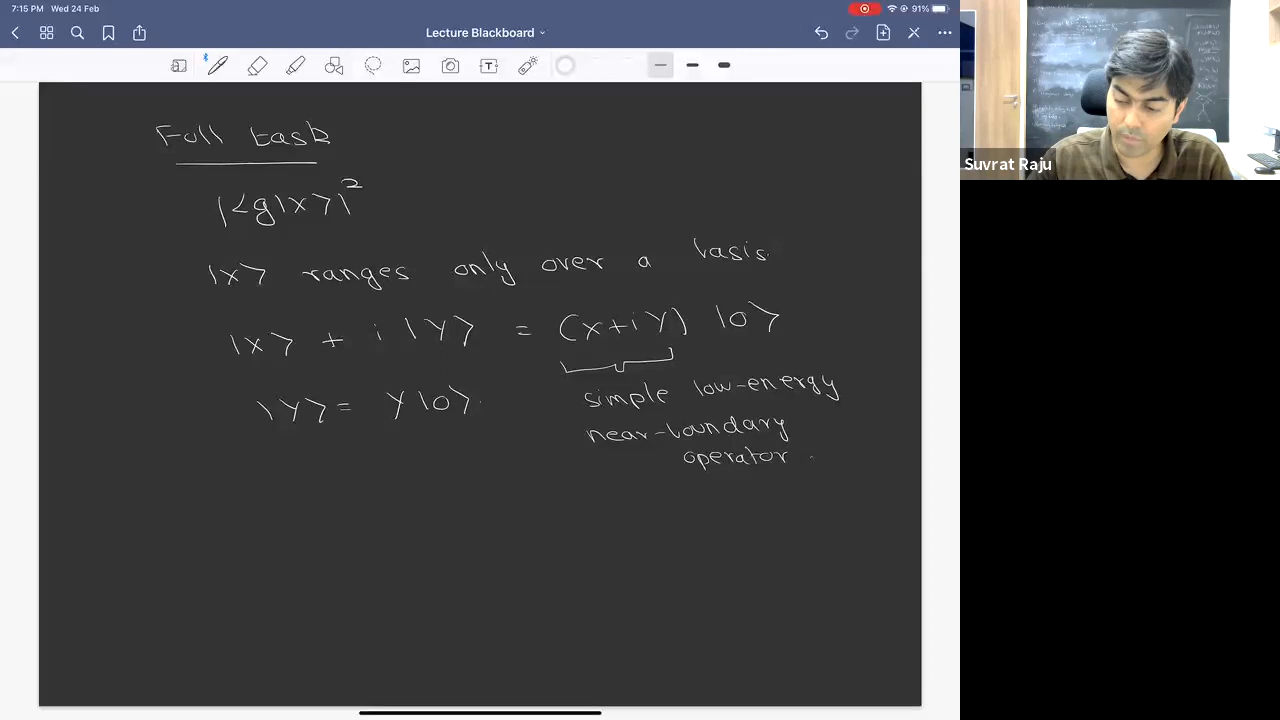 7:15 PM Wed 24 Feb
91%
Lecture Blackboard
Suvrat Raju
Full task
|<g|x>|²
|x> ranges only over a basis.
|x> + i |Y> = (x+iY) |0>
|Y> = Y|0>.
simple low-energy
near-boundary
operator.